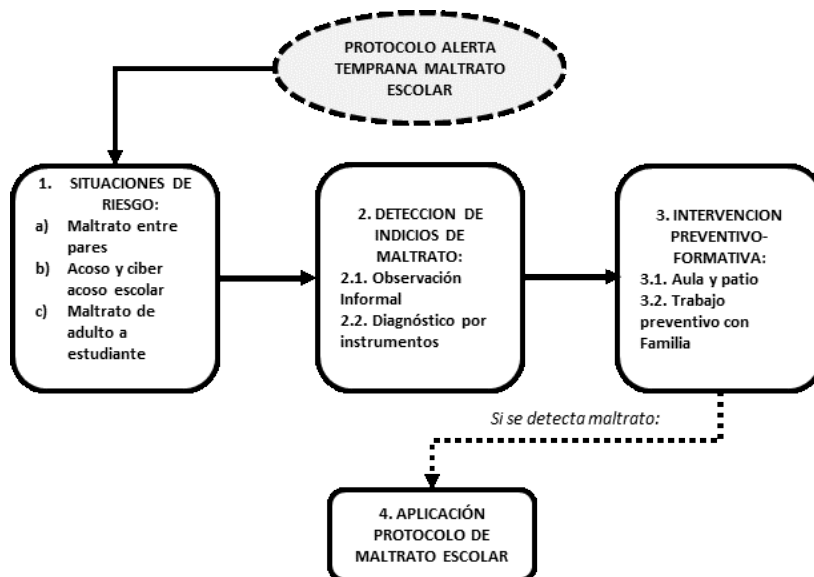 PROTOCOLO ALERTA
TEMPRANA MALTRATO
ESCOLAR
1. SITUACIONES DE
RIESGO:
a) Maltrato entre
pares
b) Acoso y ciber
acoso escolar
c) Maltrato de
adulto a
estudiante
2. DETECCION DE
INDICIOS DE
MALTRATO:
2.1. Observación
Informal
2.2. Diagnóstico por
instrumentos
3. INTERVENCION
PREVENTIVO-
FORMATIVA:
3.1. Aula y patio
3.2. Trabajo
preventivo con
Familia
Si se detecta maltrato:
4. APLICACIÓN
PROTOCOLO DE
MALTRATO ESCOLAR